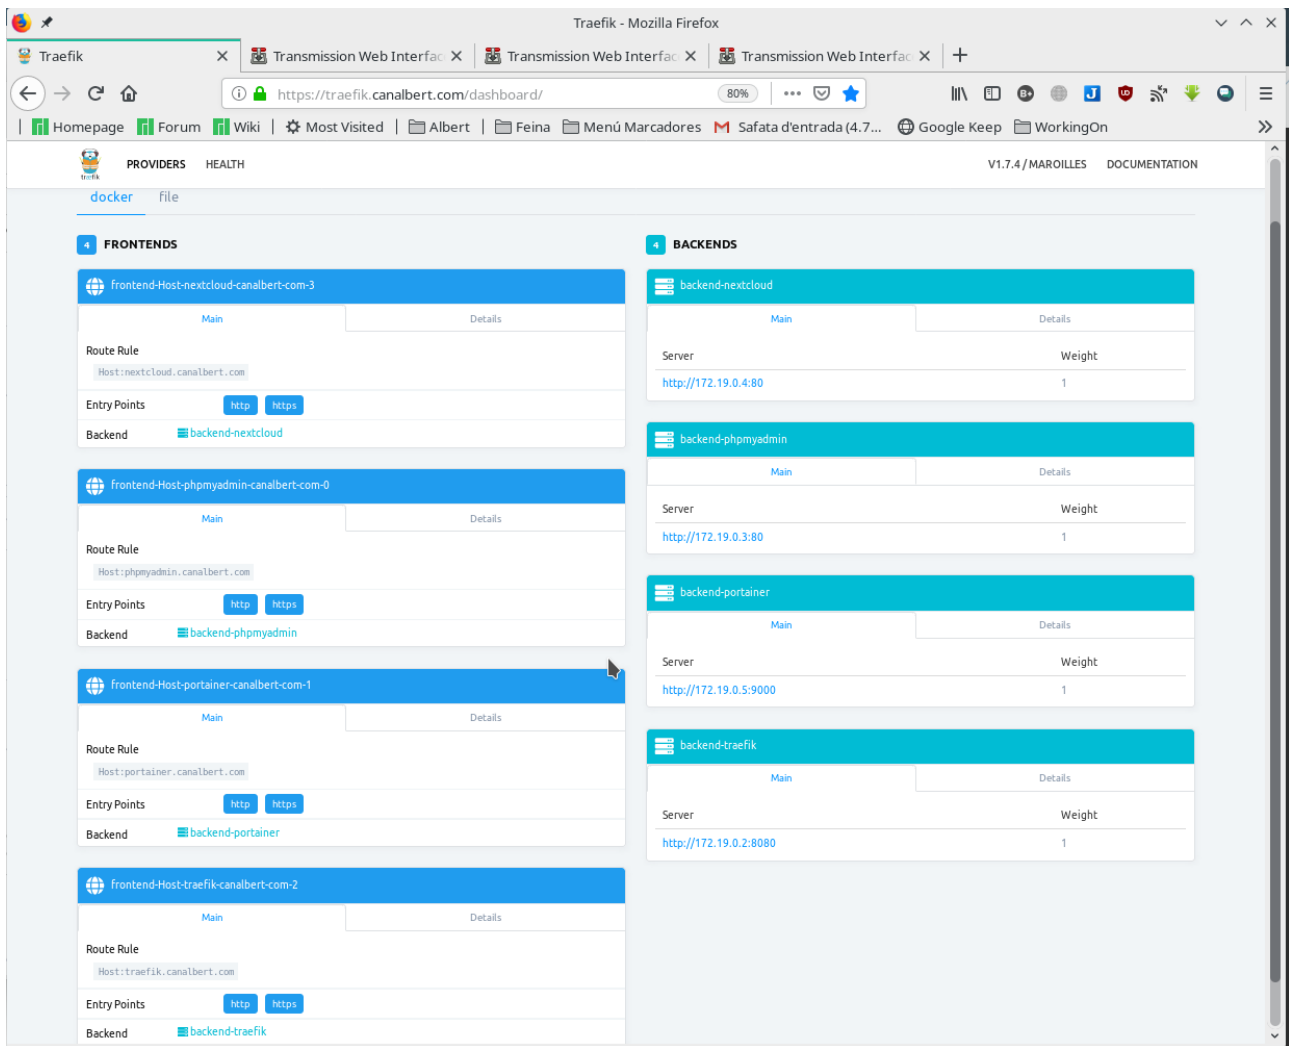 Traefik - Mozilla Firefox
Traefik
Transmission Web Interfac
Transmission Web Interfac
Transmission Web Interfac
https://traefik.canalbert.com/dashboard/
80%
Homepage
Forum
Wiki
Most Visited
Albert
Feina
Menú Marcadores
Safata d'entrada (4.7...
Google Keep
WorkingOn
traefik
PROVIDERS
HEALTH
V1.7.4 / MAROILLES
DOCUMENTATION
docker
file
4 FRONTENDS
frontend-Host-nextcloud-canalbert-com-3
Main
Details
Route Rule
Host:nextcloud.canalbert.com
Entry Points http https
Backend backend-nextcloud
frontend-Host-phpmyadmin-canalbert-com-0
Main
Details
Route Rule
Host:phpmyadmin.canalbert.com
Entry Points http https
Backend backend-phpmyadmin
frontend-Host-portainer-canalbert-com-1
Main
Details
Route Rule
Host:portainer.canalbert.com
Entry Points http https
Backend backend-portainer
frontend-Host-traefik-canalbert-com-2
Main
Details
Route Rule
Host:traefik.canalbert.com
Entry Points http https
Backend backend-traefik
4 BACKENDS
backend-nextcloud
Main
Details
Server Weight
http://172.19.0.4:80 1
backend-phpmyadmin
Main
Details
Server Weight
http://172.19.0.3:80 1
backend-portainer
Main
Details
Server Weight
http://172.19.0.5:9000 1
backend-traefik
Main
Details
Server Weight
http://172.19.0.2:8080 1